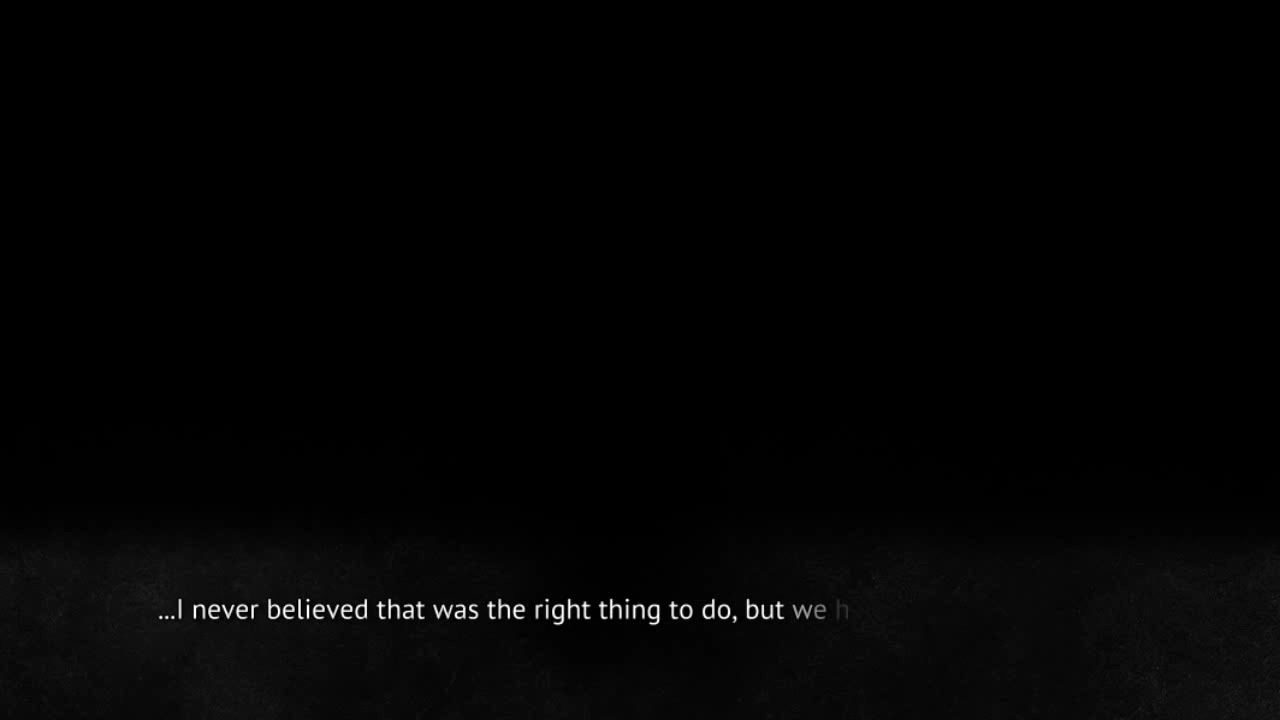 ...I never believed that was the right thing to do, but we h